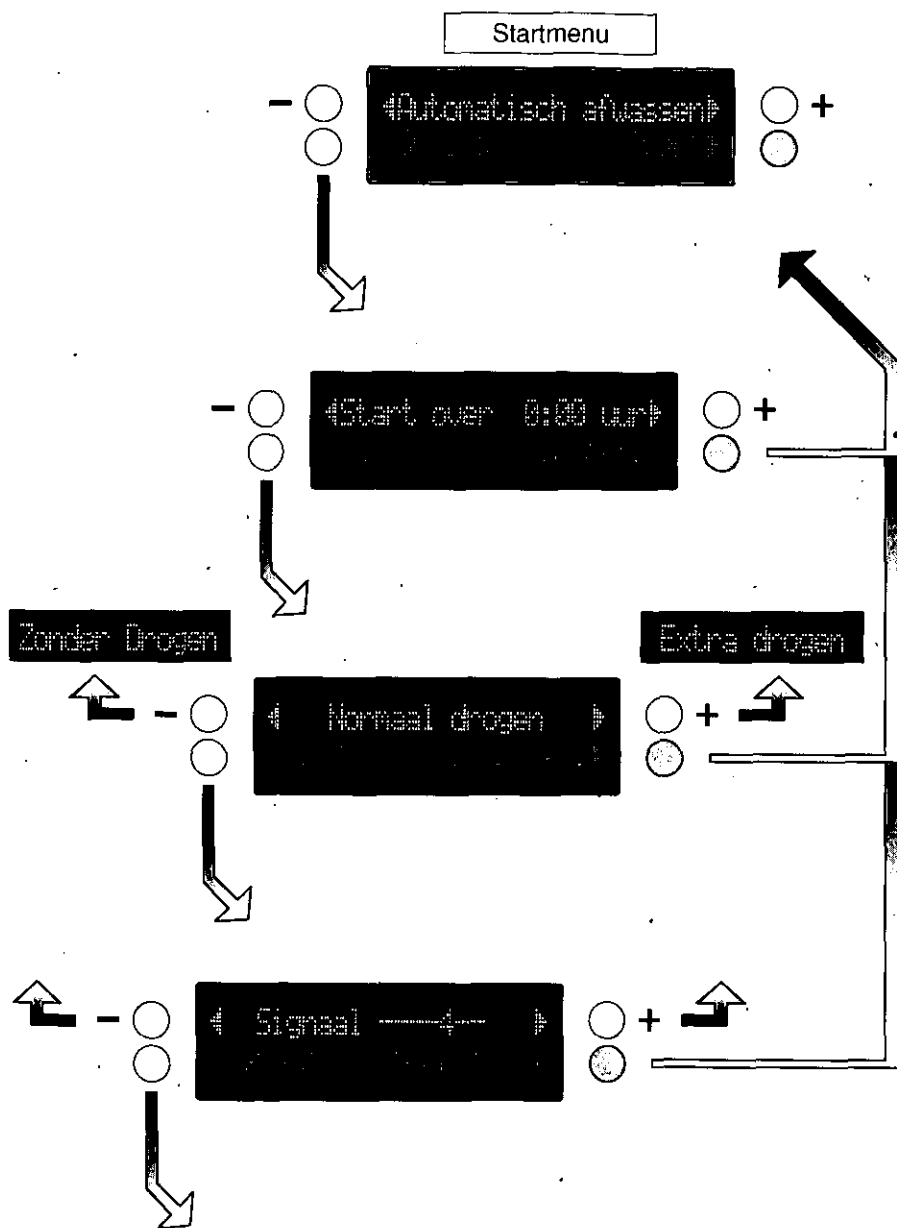 Startmenu
- Automatisch afwassen +
- Start over 0:00 uur +
Zonder Drogen
Extra drogen
- Normaal drogen +
- Signaal +